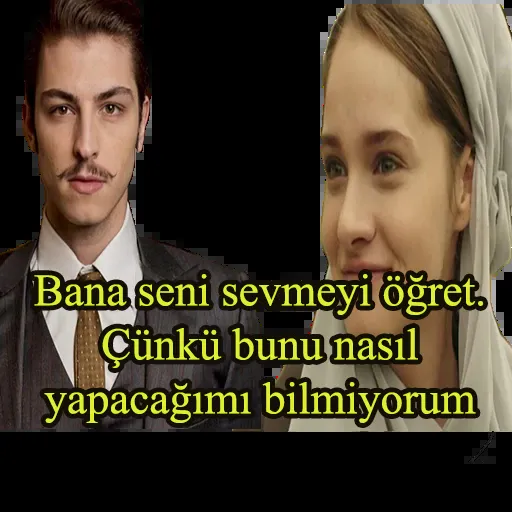 Bana seni sevmeyi öğret.
Çünkü bunu nasıl
yapacağımı bilmiyorum